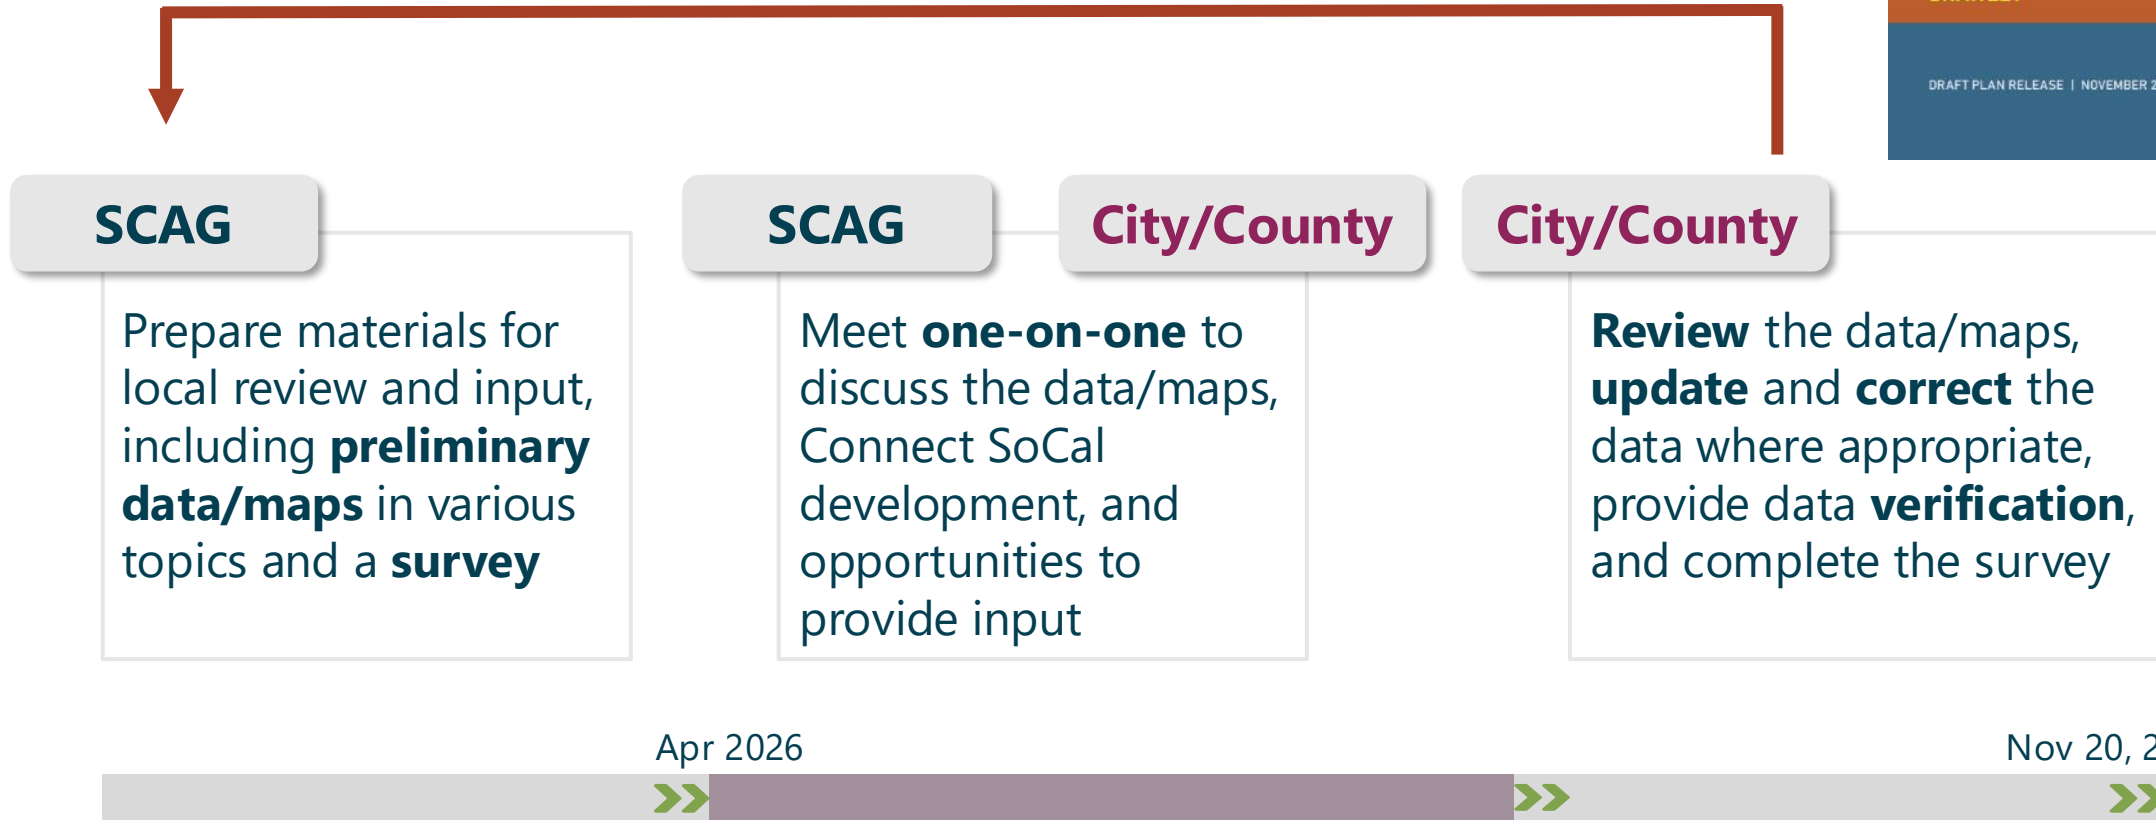 DRAFT PLAN RELEASE | NOVEMBER 2
SCAG
Prepare materials for
local review and input,
including preliminary
data/maps in various
topics and a survey
SCAG
City/County
Meet one-on-one to
discuss the data/maps,
Connect SoCal
development, and
opportunities to
provide input
City/County
Review the data/maps,
update and correct the
data where appropriate,
provide data verification,
and complete the survey
Apr 2026
Nov 20, 2